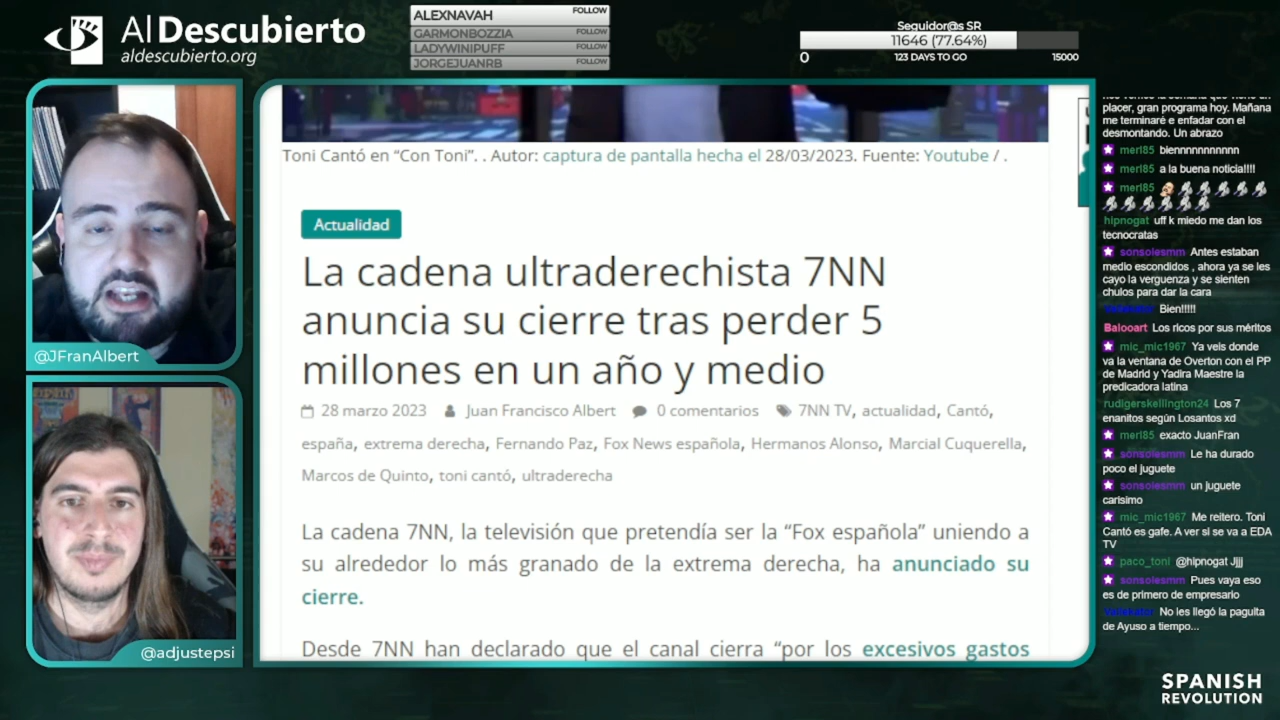 Al Descubierto
aldescubierto.org
ALEXNAVAH FOLLOW
GARMONBOZZIA FOLLOW
LADYWINIPUFF FOLLOW
JORGEJUANRB FOLLOW
Seguidor@s SR
11646 (77.64%)
0 123 DAYS TO GO 15000
@JFranAlbert
@adjustepsi
Toni Cantó en “Con Toni”. . Autor: captura de pantalla hecha el 28/03/2023. Fuente: Youtube / .
Actualidad
La cadena ultraderechista 7NN
anuncia su cierre tras perder 5
millones en un año y medio
28 marzo 2023 Juan Francisco Albert 0 comentarios 7NN TV, actualidad, Cantó,
españa, extrema derecha, Fernando Paz, Fox News española, Hermanos Alonso, Marcial Cuquerella,
Marcos de Quinto, toni cantó, ultraderecha
La cadena 7NN, la televisión que pretendía ser la “Fox española” uniendo a
su alrededor lo más granado de la extrema derecha, ha anunciado su
cierre.
Desde 7NN han declarado que el canal cierra “por los excesivos gastos
placer, gran programa hoy. Mañana
me terminaré e enfadar con el
desmontando. Un abrazo
merl85 biennnnnnnnnn
merl85 a la buena noticia!!!!
merl85
hipnogat uff k miedo me dan los
tecnocratas
sonsolesmm Antes estaban
medio escondidos , ahora ya se les
cayo la verguenza y se sienten
chulos para dar la cara
Bien!!!!!
Balooart Los ricos por sus méritos
mic_mic1967 Ya veis donde
va la ventana de Overton con el PP
de Madrid y Yadira Maestre la
predicadora latina
rudigerskellington24 Los 7
enanitos según Losantos xd
merl85 exacto JuanFran
sonsolesmm Le ha durado
poco el juguete
sonsolesmm un juguete
carisimo
mic_mic1967 Me reitero. Toni
Cantó es gafe. A ver si se va a EDA
TV
paco_toni @hipnogat Jjjj
sonsolesmm Pues vaya eso
es de primero de empresario
No les llegó la paguita
de Ayuso a tiempo...
SPANISH
REVOLUTION